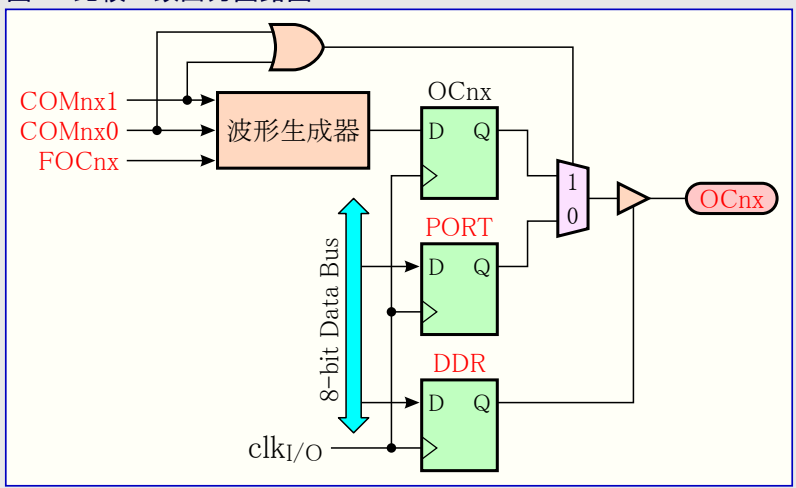 OCnx
COMnx1
COMnx0
FOCnx
波形生成器
D Q
1
0
OCnx
PORT
D Q
8-bit Data Bus
DDR
D Q
clkI/O